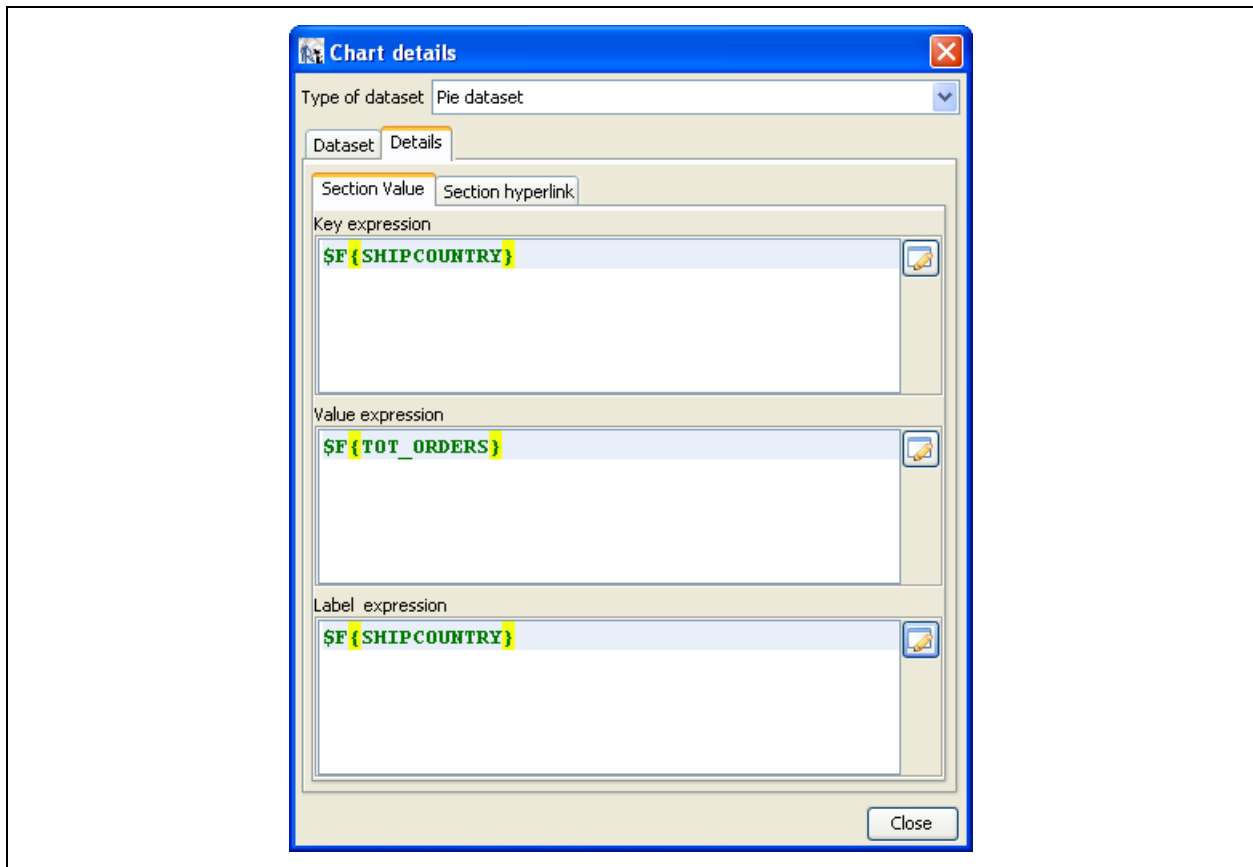 Chart details
Type of dataset Pie dataset
Dataset Details
Section Value Section hyperlink
Key expression
$F{SHIPCOUNTRY}
Value expression
$F{TOT_ORDERS}
Label expression
$F{SHIPCOUNTRY}
Close